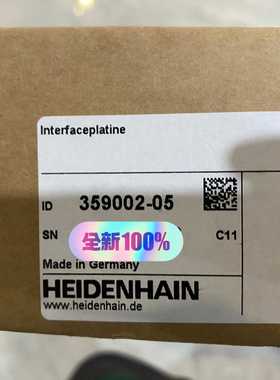 Interfaceplatine
ID 359002-05
SN
全新100%
C11
Made in Germany
HEIDENHAIN
www.heidenhain.de